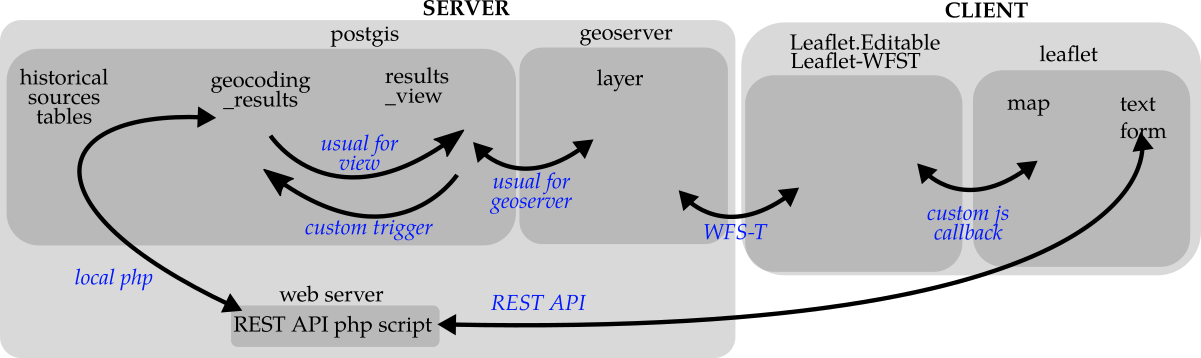 SERVER
CLIENT
postgis
geoserver
Leaflet.Editable
Leaflet-WFST
leaflet
historical
sources
tables
geocoding
_results
results
_view
layer
map
text
form
usual for
view
custom trigger
usual for
geoserver
WFS-T
custom js
callback
local php
web server
REST API php script
REST API